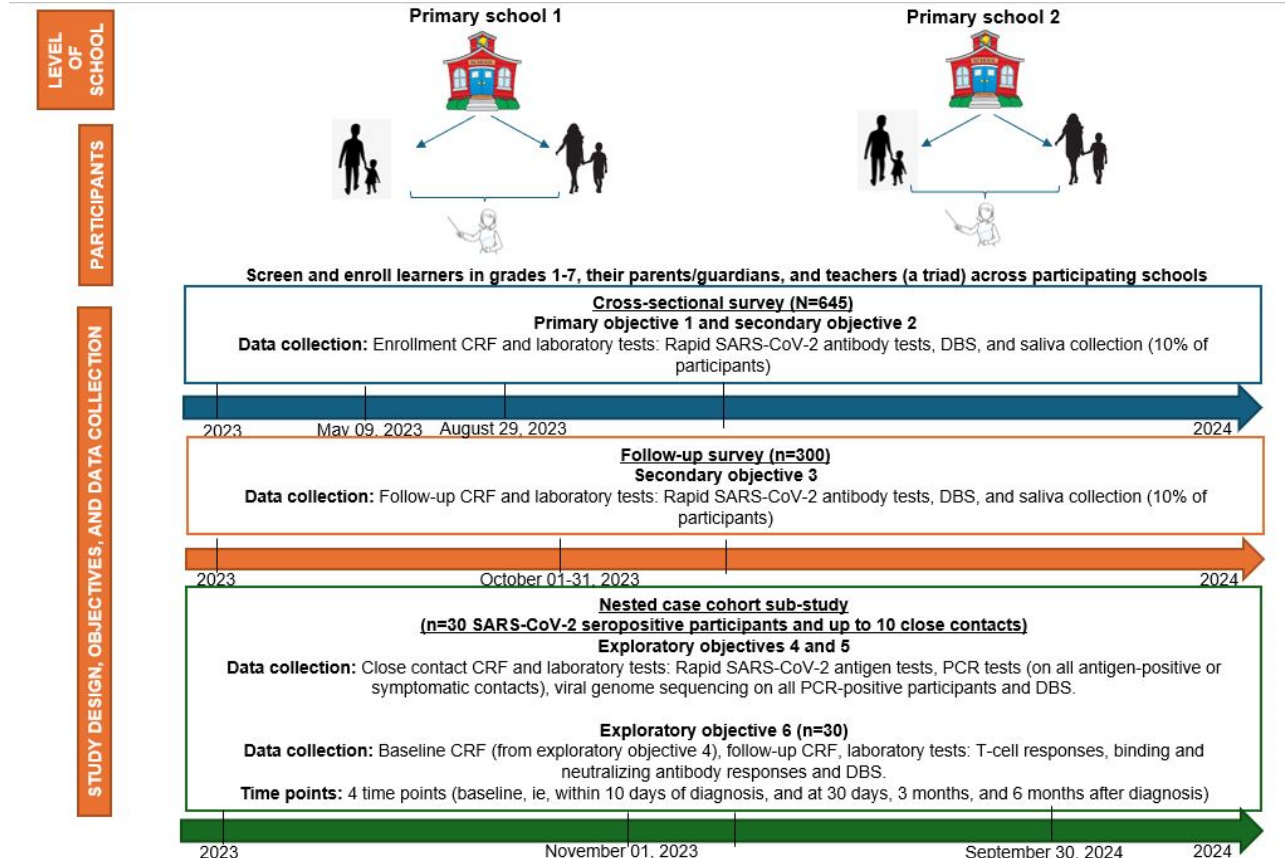 Primary school 1
Primary school 2
LEVEL
OF
SCHOOL
SCHOOL
SCHOOL
PARTICIPANTS
Screen and enroll learners in grades 1-7, their parents/guardians, and teachers (a triad) across participating schools
STUDY DESIGN, OBJECTIVES, AND DATA COLLECTION
Cross-sectional survey (N=645)
Primary objective 1 and secondary objective 2
Data collection: Enrollment CRF and laboratory tests: Rapid SARS-CoV-2 antibody tests, DBS, and saliva collection (10% of
participants)
2023 May 09, 2023 August 29, 2023 2024
Follow-up survey (n=300)
Secondary objective 3
Data collection: Follow-up CRF and laboratory tests: Rapid SARS-CoV-2 antibody tests, DBS, and saliva collection (10% of
participants)
2023 October 01-31, 2023 2024
Nested case cohort sub-study
(n=30 SARS-CoV-2 seropositive participants and up to 10 close contacts)
Exploratory objectives 4 and 5
Data collection: Close contact CRF and laboratory tests: Rapid SARS-CoV-2 antigen tests, PCR tests (on all antigen-positive or
symptomatic contacts), viral genome sequencing on all PCR-positive participants and DBS.
Exploratory objective 6 (n=30)
Data collection: Baseline CRF (from exploratory objective 4), follow-up CRF, laboratory tests: T-cell responses, binding and
neutralizing antibody responses and DBS.
Time points: 4 time points (baseline, ie, within 10 days of diagnosis, and at 30 days, 3 months, and 6 months after diagnosis)
2023 November 01, 2023 September 30, 2024 2024